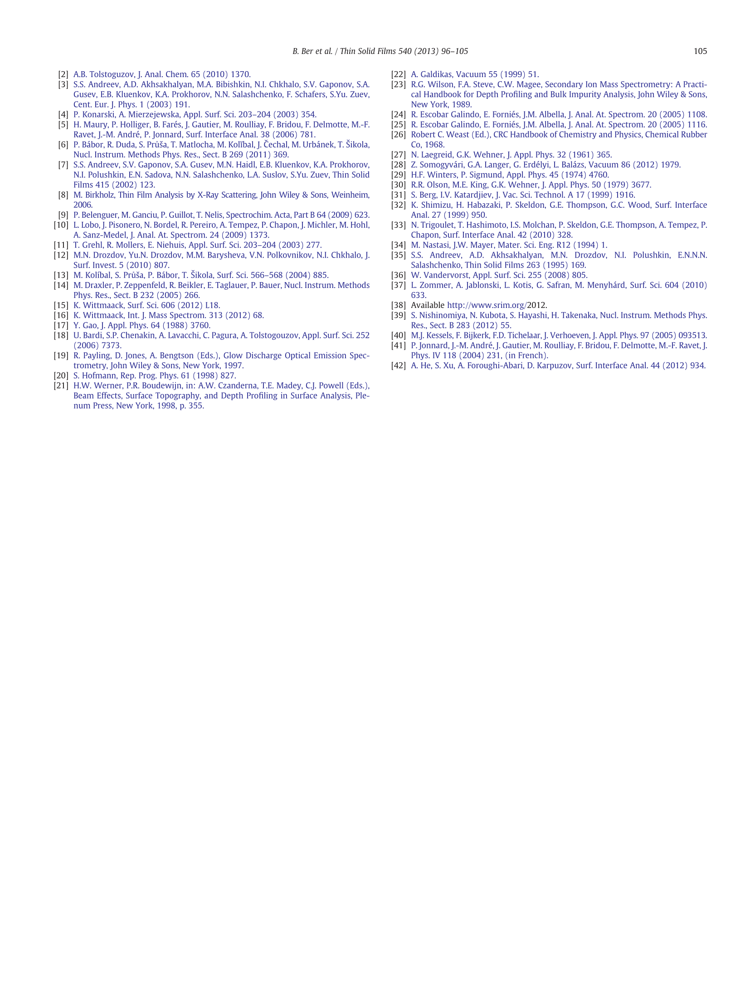 B. Ber et al. / Thin Solid Films 540 (2013) 96–105
105
[2] A.B. Tolstoguzov, J. Anal. Chem. 65 (2010) 1370.
[3] S.S. Andreev, A.D. Akhsakhalyan, M.A. Bibishkin, N.I. Chkhalo, S.V. Gaponov, S.A.
Gusev, E.B. Kluenkov, K.A. Prokhorov, N.N. Salashchenko, F. Schafers, S.Yu. Zuev,
Cent. Eur. J. Phys. 1 (2003) 191.
[4] P. Konarski, A. Mierzejewska, Appl. Surf. Sci. 203–204 (2003) 354.
[5] H. Maury, P. Holliger, B. Farés, J. Gautier, M. Roulliay, F. Bridou, F. Delmotte, M.-F.
Ravet, J.-M. André, P. Jonnard, Surf. Interface Anal. 38 (2006) 781.
[6] P. Bábor, R. Duda, S. Průša, T. Matlocha, M. Kolĭbal, J. Čechal, M. Urbánek, T. Šikola,
Nucl. Instrum. Methods Phys. Res., Sect. B 269 (2011) 369.
[7] S.S. Andreev, S.V. Gaponov, S.A. Gusev, M.N. Haidl, E.B. Kluenkov, K.A. Prokhorov,
N.I. Polushkin, E.N. Sadova, N.N. Salashchenko, L.A. Suslov, S.Yu. Zuev, Thin Solid
Films 415 (2002) 123.
[8] M. Birkholz, Thin Film Analysis by X-Ray Scattering, John Wiley & Sons, Weinheim,
2006.
[9] P. Belenguer, M. Ganciu, P. Guillot, T. Nelis, Spectrochim. Acta, Part B 64 (2009) 623.
[10] L. Lobo, J. Pisonero, N. Bordel, R. Pereiro, A. Tempez, P. Chapon, J. Michler, M. Hohl,
A. Sanz-Medel, J. Anal. At. Spectrom. 24 (2009) 1373.
[11] T. Grehl, R. Mollers, E. Niehuis, Appl. Surf. Sci. 203–204 (2003) 277.
[12] M.N. Drozdov, Yu.N. Drozdov, M.M. Barysheva, V.N. Polkovnikov, N.I. Chkhalo, J.
Surf. Invest. 5 (2010) 807.
[13] M. Kolíbal, S. Průša, P. Bábor, T. Šikola, Surf. Sci. 566–568 (2004) 885.
[14] M. Draxler, P. Zeppenfeld, R. Beikler, E. Taglauer, P. Bauer, Nucl. Instrum. Methods
Phys. Res., Sect. B 232 (2005) 266.
[15] K. Wittmaack, Surf. Sci. 606 (2012) L18.
[16] K. Wittmaack, Int. J. Mass Spectrom. 313 (2012) 68.
[17] Y. Gao, J. Appl. Phys. 64 (1988) 3760.
[18] U. Bardi, S.P. Chenakin, A. Lavacchi, C. Pagura, A. Tolstogouzov, Appl. Surf. Sci. 252
(2006) 7373.
[19] R. Payling, D. Jones, A. Bengtson (Eds.), Glow Discharge Optical Emission Spec-
trometry, John Wiley & Sons, New York, 1997.
[20] S. Hofmann, Rep. Prog. Phys. 61 (1998) 827.
[21] H.W. Werner, P.R. Boudewijn, in: A.W. Czanderna, T.E. Madey, C.J. Powell (Eds.),
Beam Effects, Surface Topography, and Depth Profiling in Surface Analysis, Ple-
num Press, New York, 1998, p. 355.
[22] A. Galdikas, Vacuum 55 (1999) 51.
[23] R.G. Wilson, F.A. Steve, C.W. Magee, Secondary Ion Mass Spectrometry: A Practi-
cal Handbook for Depth Profiling and Bulk Impurity Analysis, John Wiley & Sons,
New York, 1989.
[24] R. Escobar Galindo, E. Forniés, J.M. Albella, J. Anal. At. Spectrom. 20 (2005) 1108.
[25] R. Escobar Galindo, E. Forniés, J.M. Albella, J. Anal. At. Spectrom. 20 (2005) 1116.
[26] Robert C. Weast (Ed.), CRC Handbook of Chemistry and Physics, Chemical Rubber
Co, 1968.
[27] N. Laegreid, G.K. Wehner, J. Appl. Phys. 32 (1961) 365.
[28] Z. Somogyvári, G.A. Langer, G. Erdélyi, L. Balázs, Vacuum 86 (2012) 1979.
[29] H.F. Winters, P. Sigmund, Appl. Phys. 45 (1974) 4760.
[30] R.R. Olson, M.E. King, G.K. Wehner, J. Appl. Phys. 50 (1979) 3677.
[31] S. Berg, I.V. Katardjiev, J. Vac. Sci. Technol. A 17 (1999) 1916.
[32] K. Shimizu, H. Habazaki, P. Skeldon, G.E. Thompson, G.C. Wood, Surf. Interface
Anal. 27 (1999) 950.
[33] N. Trigoulet, T. Hashimoto, I.S. Molchan, P. Skeldon, G.E. Thompson, A. Tempez, P.
Chapon, Surf. Interface Anal. 42 (2010) 328.
[34] M. Nastasi, J.W. Mayer, Mater. Sci. Eng. R12 (1994) 1.
[35] S.S. Andreev, A.D. Akhsakhalyan, M.N. Drozdov, N.I. Polushkin, E.N.N.N.
Salashchenko, Thin Solid Films 263 (1995) 169.
[36] W. Vandervorst, Appl. Surf. Sci. 255 (2008) 805.
[37] L. Zommer, A. Jablonski, L. Kotis, G. Safran, M. Menyhárd, Surf. Sci. 604 (2010)
633.
[38] Available http://www.srim.org/2012.
[39] S. Nishinomiya, N. Kubota, S. Hayashi, H. Takenaka, Nucl. Instrum. Methods Phys.
Res., Sect. B 283 (2012) 55.
[40] M.J. Kessels, F. Bijkerk, F.D. Tichelaar, J. Verhoeven, J. Appl. Phys. 97 (2005) 093513.
[41] P. Jonnard, J.-M. André, J. Gautier, M. Roulliay, F. Bridou, F. Delmotte, M.-F. Ravet, J.
Phys. IV 118 (2004) 231, (in French).
[42] A. He, S. Xu, A. Foroughi-Abari, D. Karpuzov, Surf. Interface Anal. 44 (2012) 934.